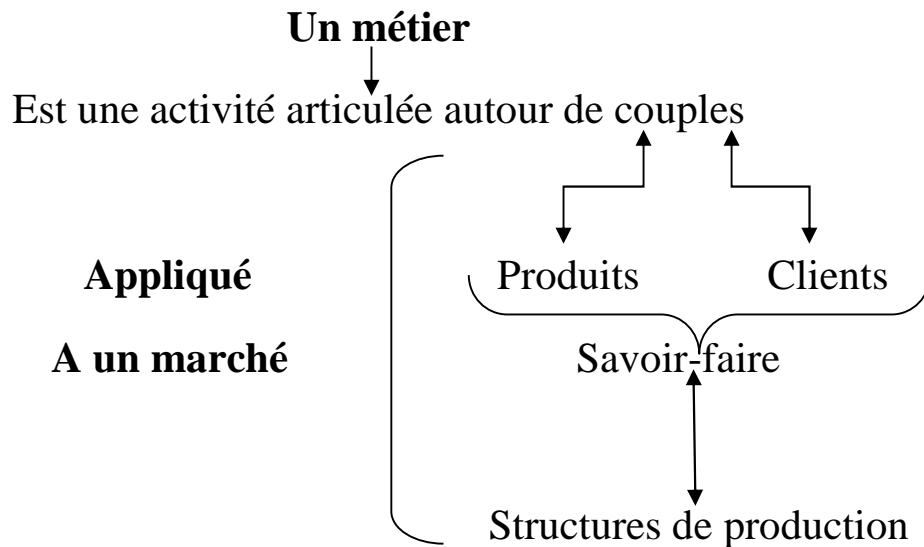 Un métier
Est une activité articulée autour de couples
Appliqué
Produits
Clients
A un marché
Savoir-faire
Structures de production